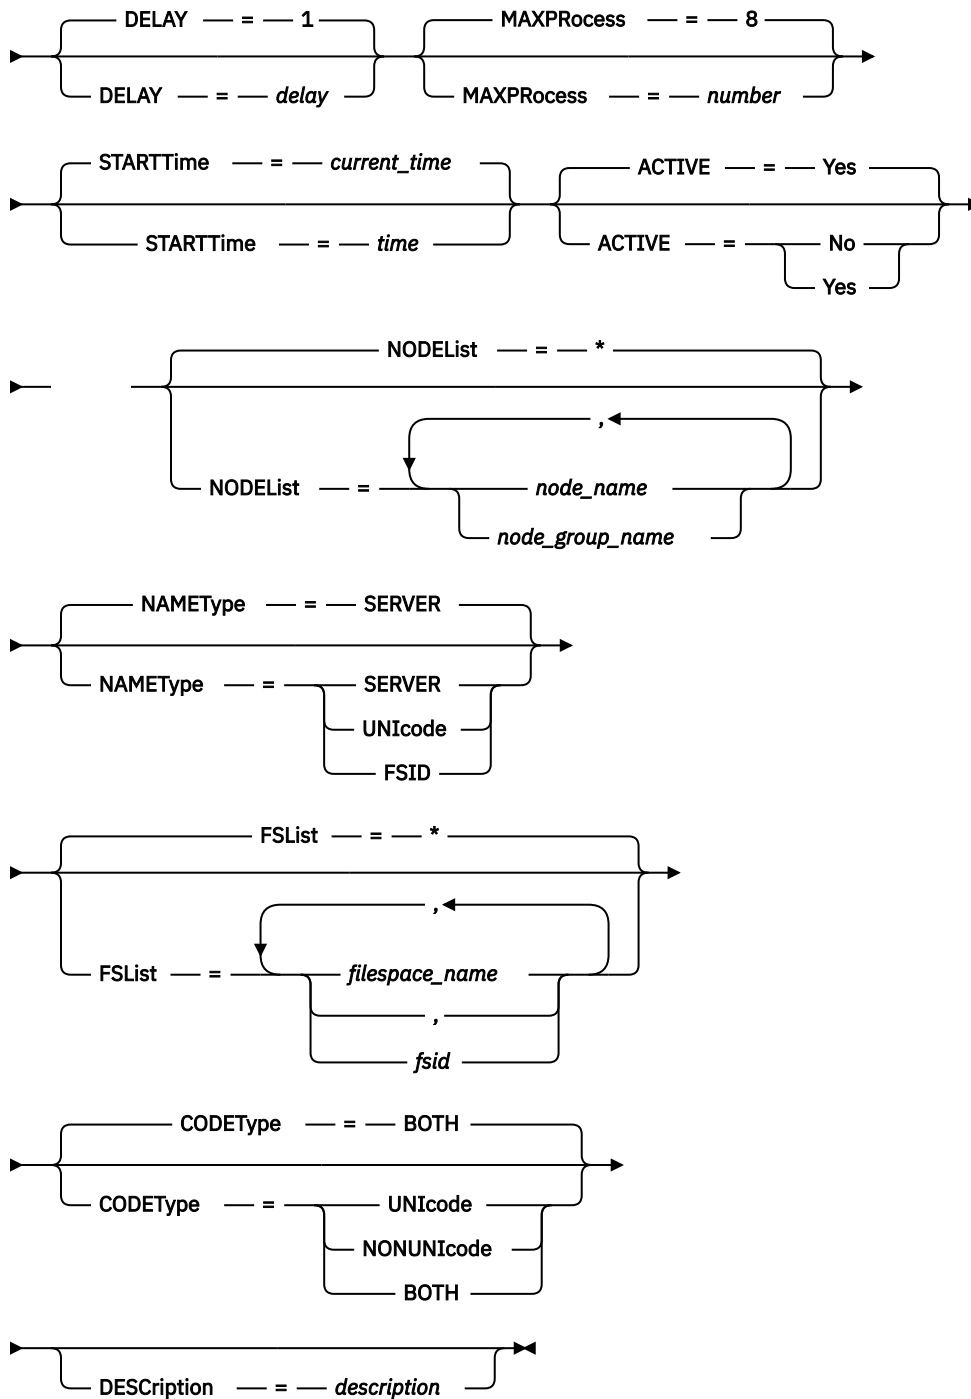 DELAY = 1 MAXPRocess = 8
DELAY = delay MAXPRocess = number
STARTTime = current_time ACTIVE = Yes
STARTTime = time ACTIVE = No
Yes
NODEList = *
,
NODEList = node_name
node_group_name
NAMEType = SERVER
NAMEType = SERVER
UNIcode
FSID
FSList = *
,
FSList = filespace_name
,
fsid
CODEType = BOTH
CODEType = UNIcode
NONUNIcode
BOTH
DESCription = description